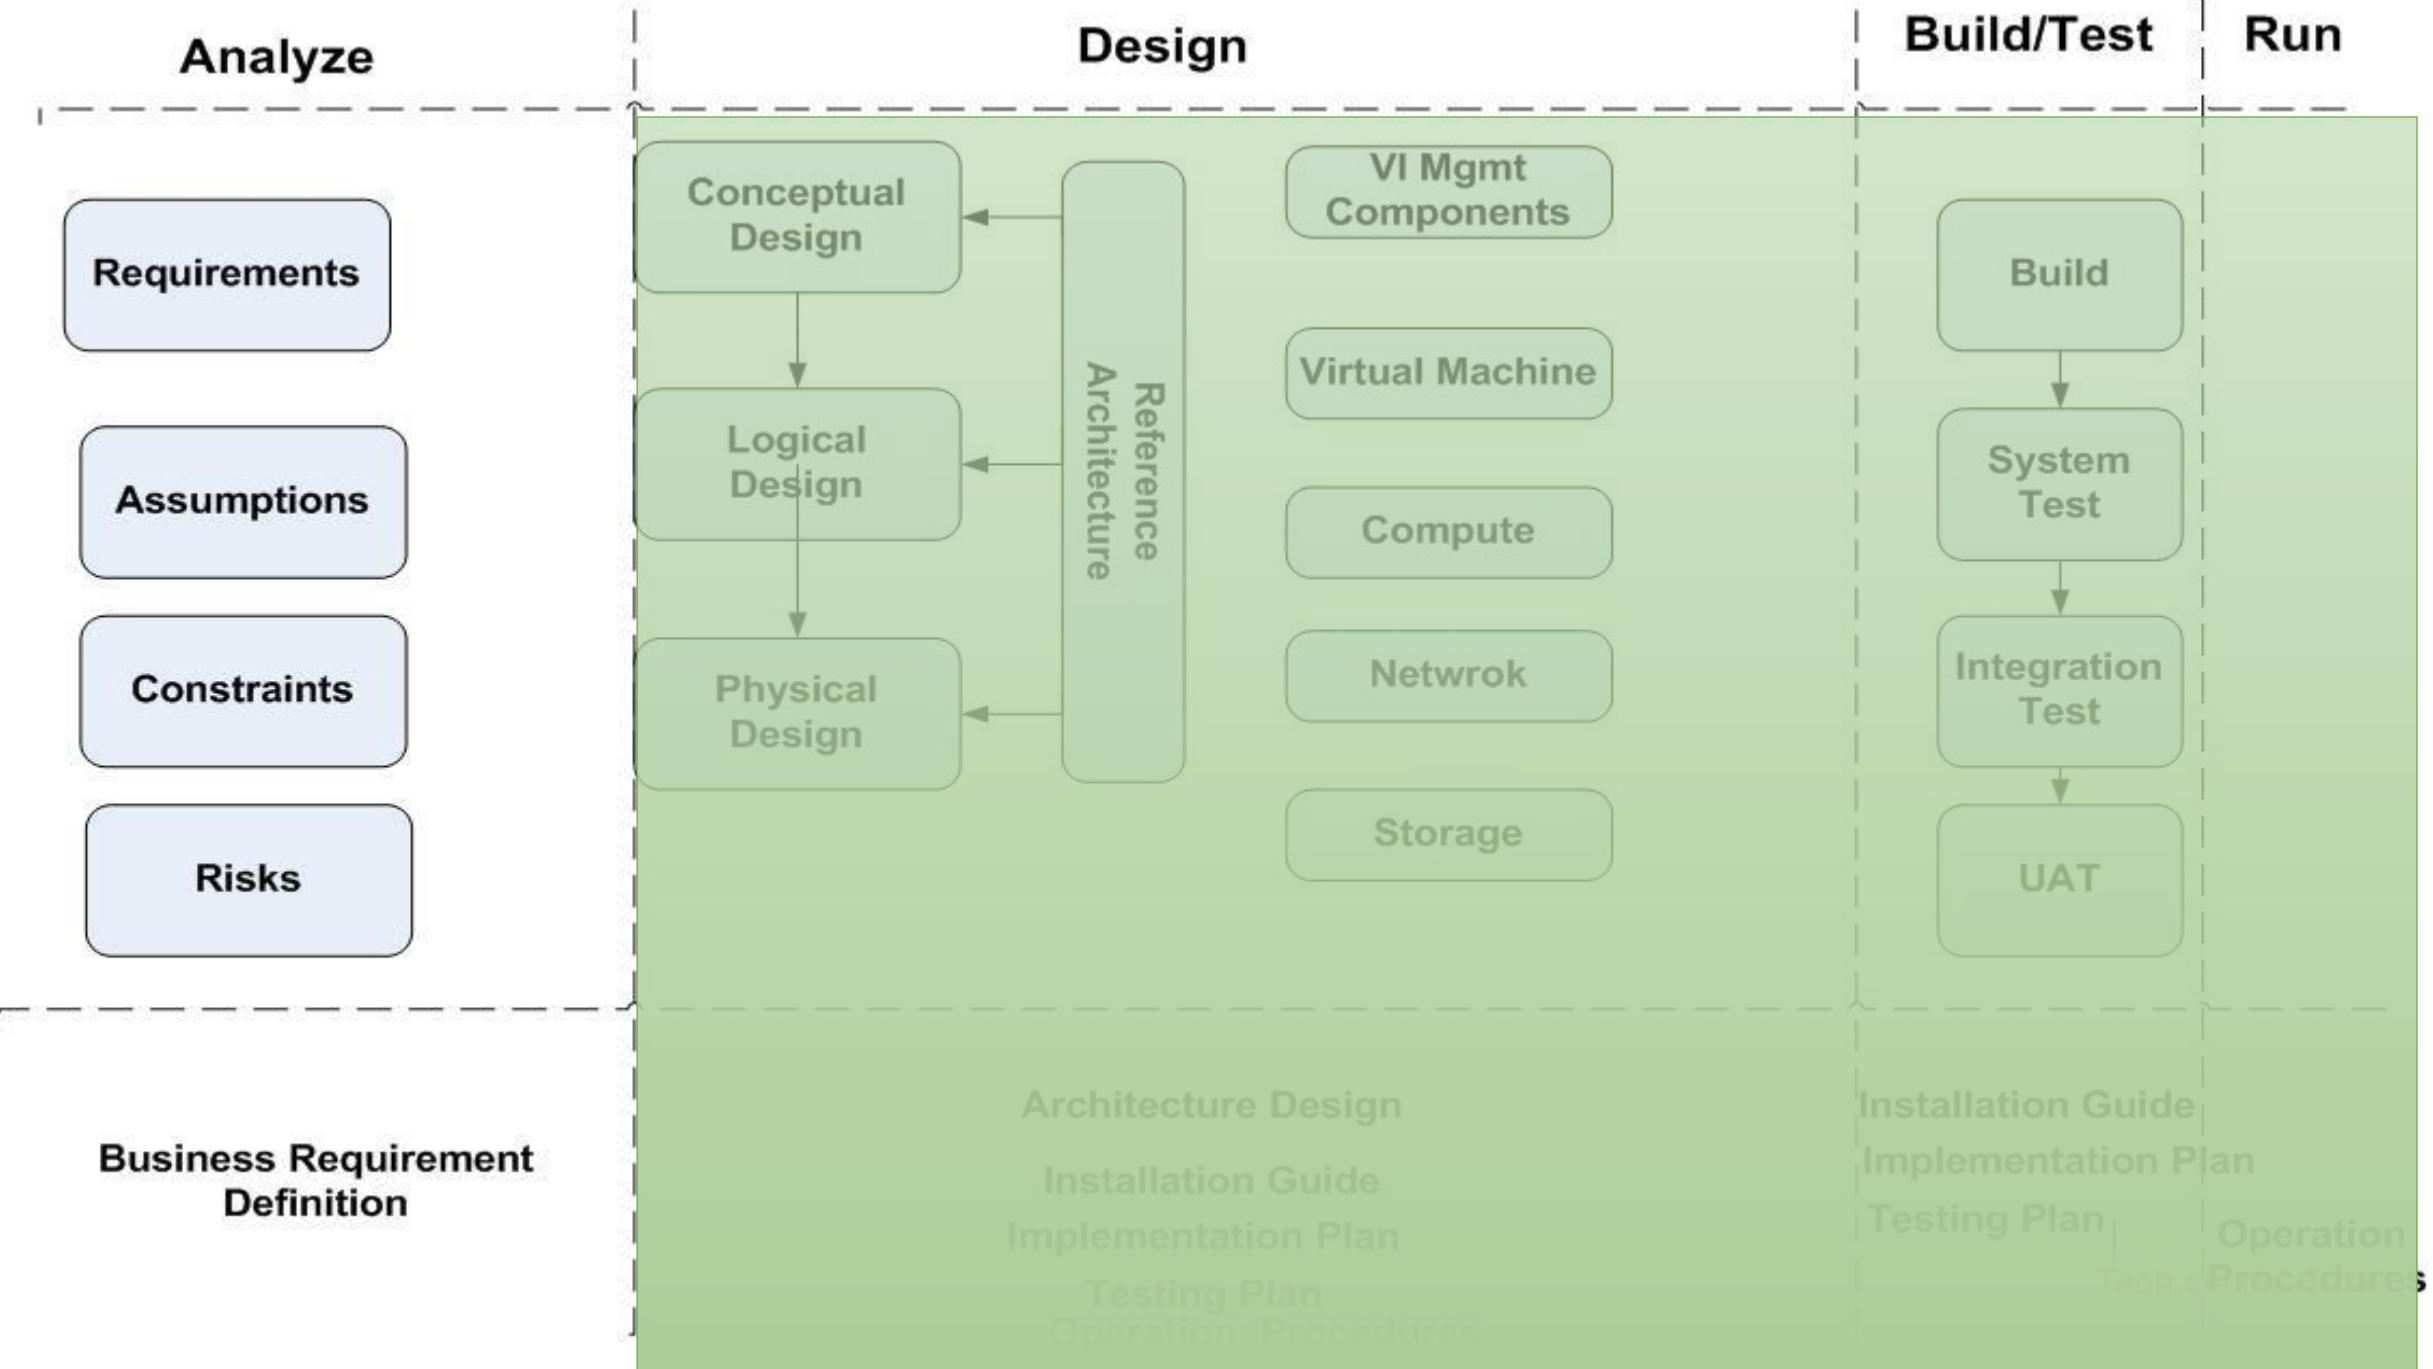 Analyze
Design
Build/Test
Run
Requirements
Assumptions
Constraints
Risks
Conceptual
Design
Logical
Design
Physical
Design
Reference
Architecture
VI Mgmt
Components
Virtual Machine
Compute
Netwrok
Storage
Build
System
Test
Integration
Test
UAT
Business Requirement
Definition
Architecture Design
Installation Guide
Implementation Plan
Testing Plan
Operation Procedures
Installation Guide
Implementation Plan
Testing Plan
Operation
Procedures